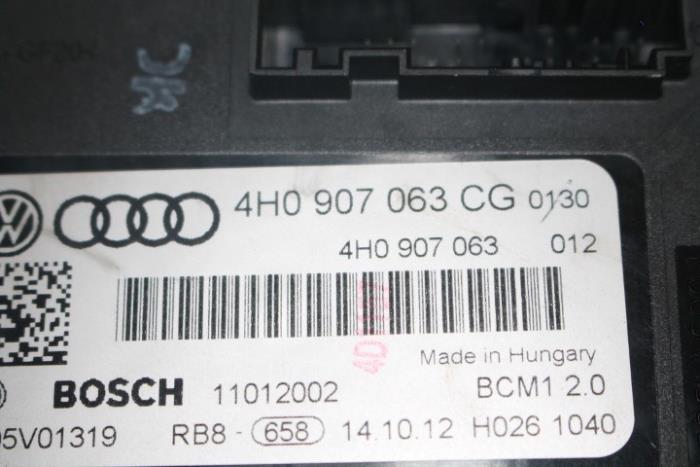 4H0 907 063 CG 0130
4H0 907 063 012
Made in Hungary
BOSCH 11012002 BCM1 2.0
95V01319 RB8 - 658 14.10.12 H026 1040